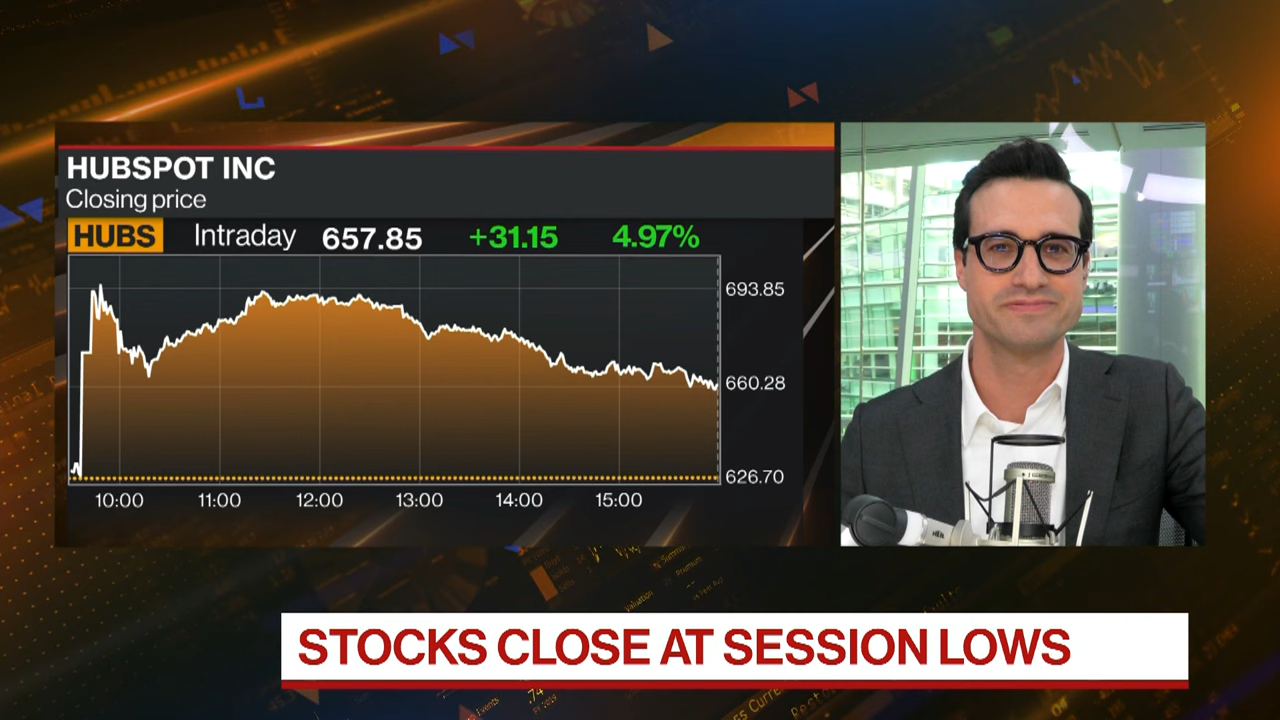 HUBSPOT INC
Closing price
HUBS Intraday 657.85 +31.15 4.97%
693.85
660.28
626.70
10:00 11:00 12:00 13:00 14:00 15:00
STOCKS CLOSE AT SESSION LOWS